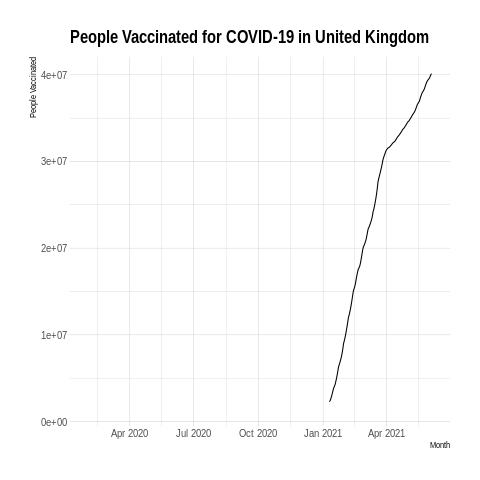 People Vaccinated for COVID-19 in United Kingdom
People Vaccinated
4e+07
3e+07
2e+07
1e+07
0e+00
Apr 2020 Jul 2020 Oct 2020 Jan 2021 Apr 2021
Month